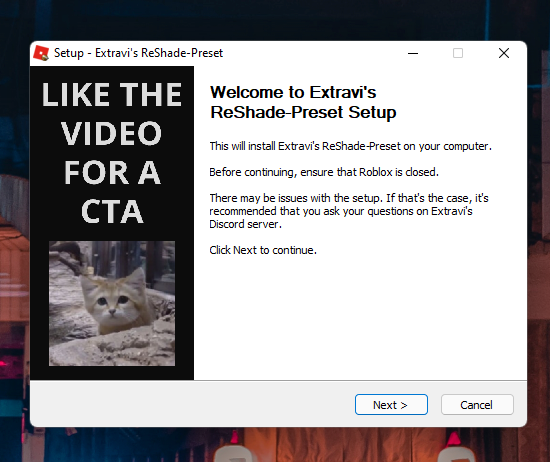 Setup - Extravi's ReShade-Preset
LIKE THE
VIDEO
FOR A
CTA
Welcome to Extravi's
ReShade-Preset Setup
This will install Extravi's ReShade-Preset on your computer.
Before continuing, ensure that Roblox is closed.
There may be issues with the setup. If that's the case, it's
recommended that you ask your questions on Extravi's
Discord server.
Click Next to continue.
Next >
Cancel